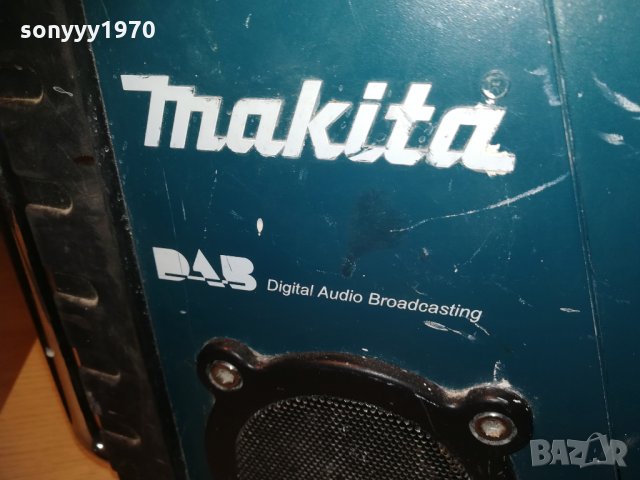 sonyyy1970
makita
DAB Digital Audio Broadcasting
BAZAR